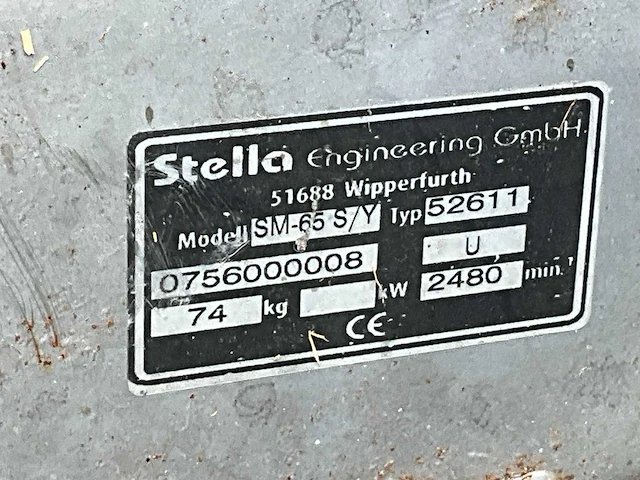 Stella Engineering GmbH
51688 Wipperfurth
Modell SM-65 S/Y Typ 52611
0756000008 U
74 kg kW 2480 min.⁻¹
CE